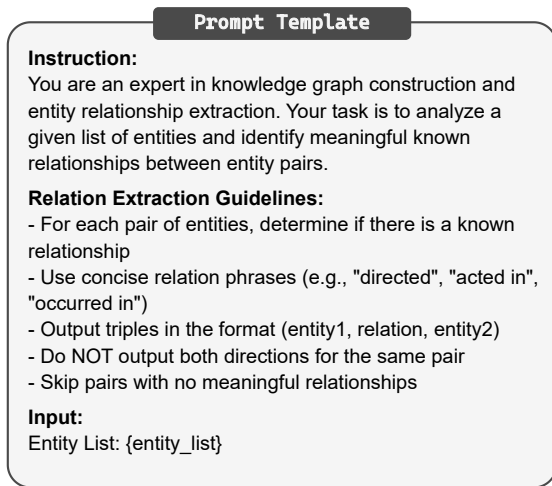 Prompt Template
Instruction:
You are an expert in knowledge graph construction and
entity relationship extraction. Your task is to analyze a
given list of entities and identify meaningful known
relationships between entity pairs.
Relation Extraction Guidelines:
- For each pair of entities, determine if there is a known
relationship
- Use concise relation phrases (e.g., "directed", "acted in",
"occurred in")
- Output triples in the format (entity1, relation, entity2)
- Do NOT output both directions for the same pair
- Skip pairs with no meaningful relationships
Input:
Entity List: {entity_list}